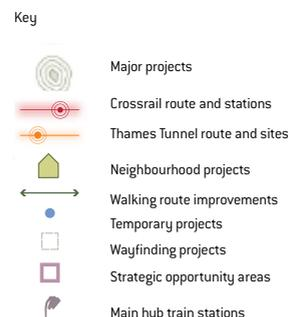 Key
Major projects
Crossrail route and stations
Thames Tunnel route and sites
Neighbourhood projects
Walking route improvements
Temporary projects
Wayfinding projects
Strategic opportunity areas
Main hub train stations